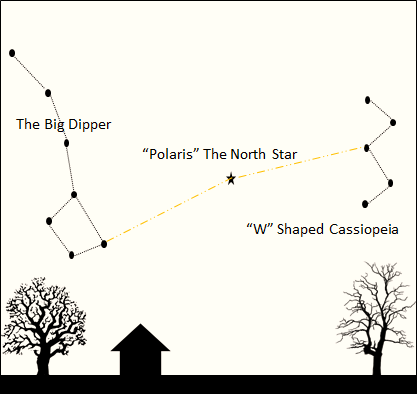 The Big Dipper
“Polaris” The North Star
“W” Shaped Cassiopeia